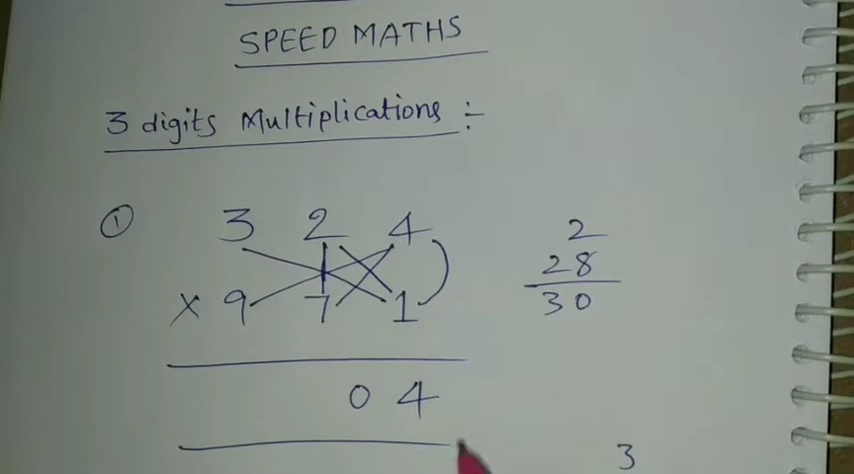 SPEED MATHS
3 digits Multiplications :-
① 3 2 4
× 9 7 1
0 4
2
28
30
3